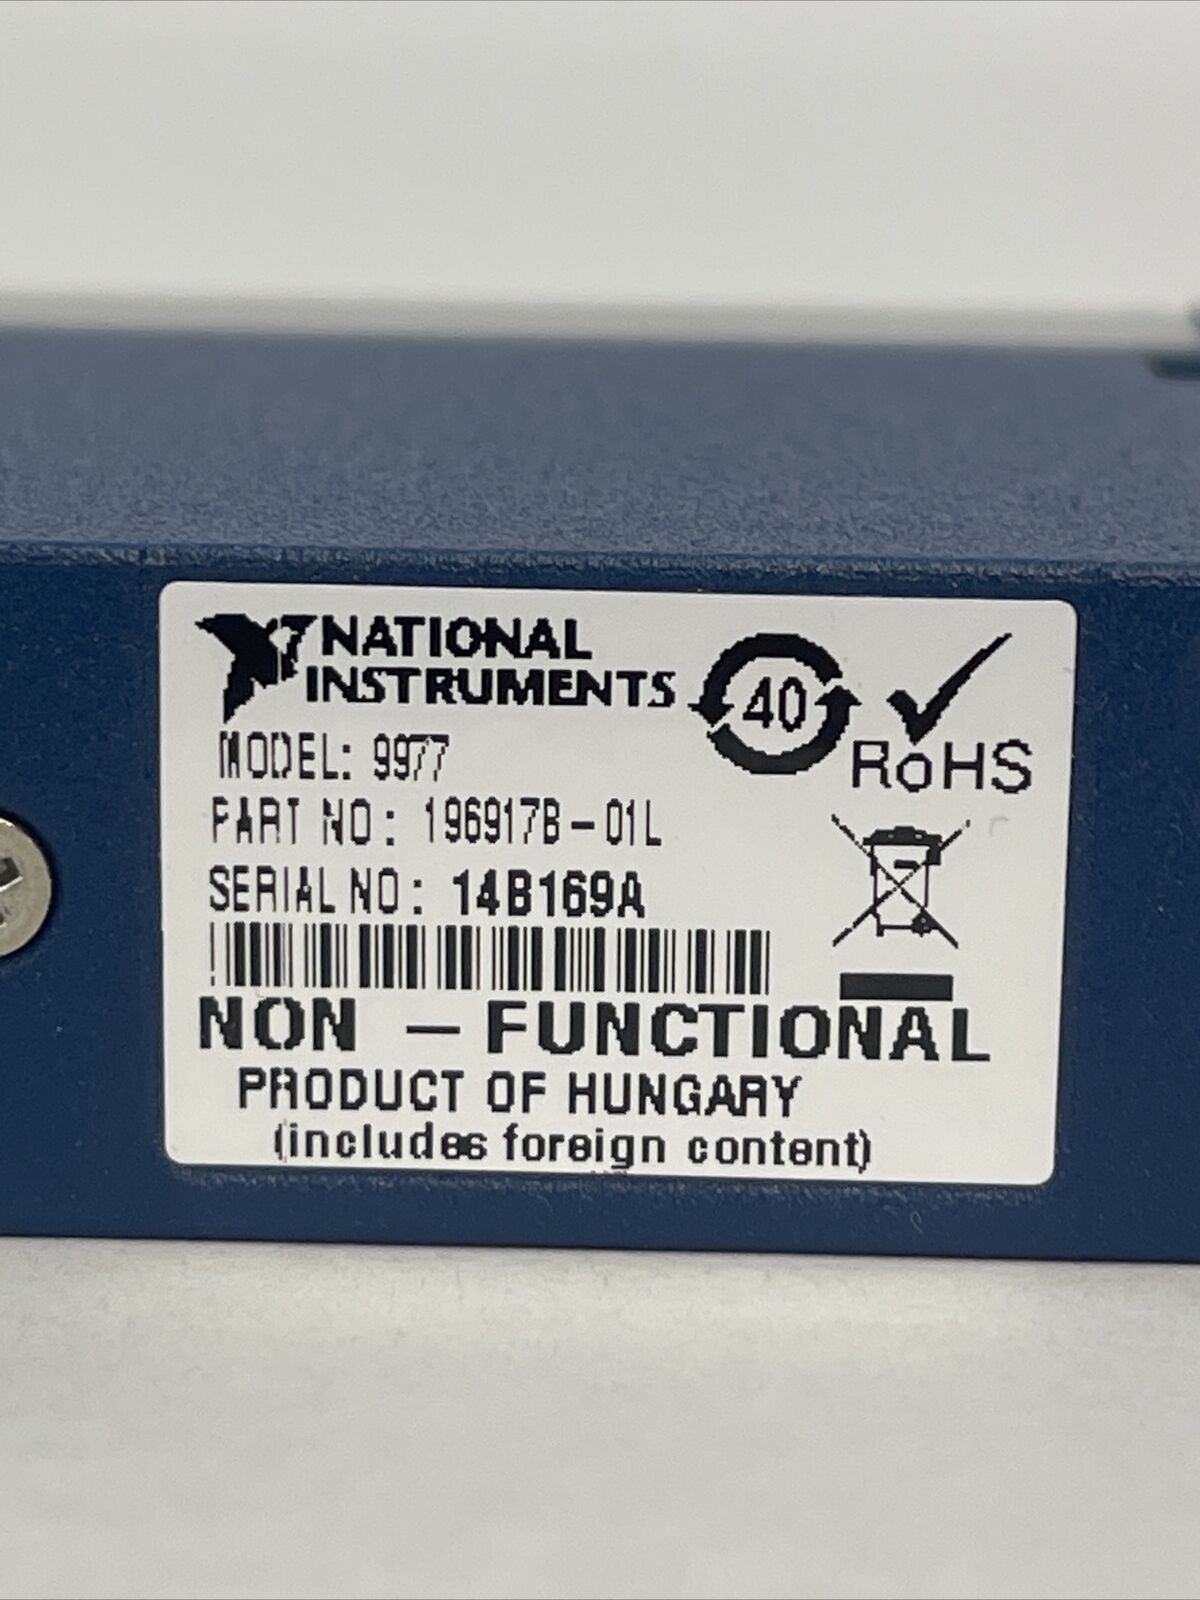 NATIONAL
INSTRUMENTS
40
RoHS
MODEL: 9977
PART NO: 196917B-01L
SERIAL NO: 14B169A
NON - FUNCTIONAL
PRODUCT OF HUNGARY
(includes foreign content)